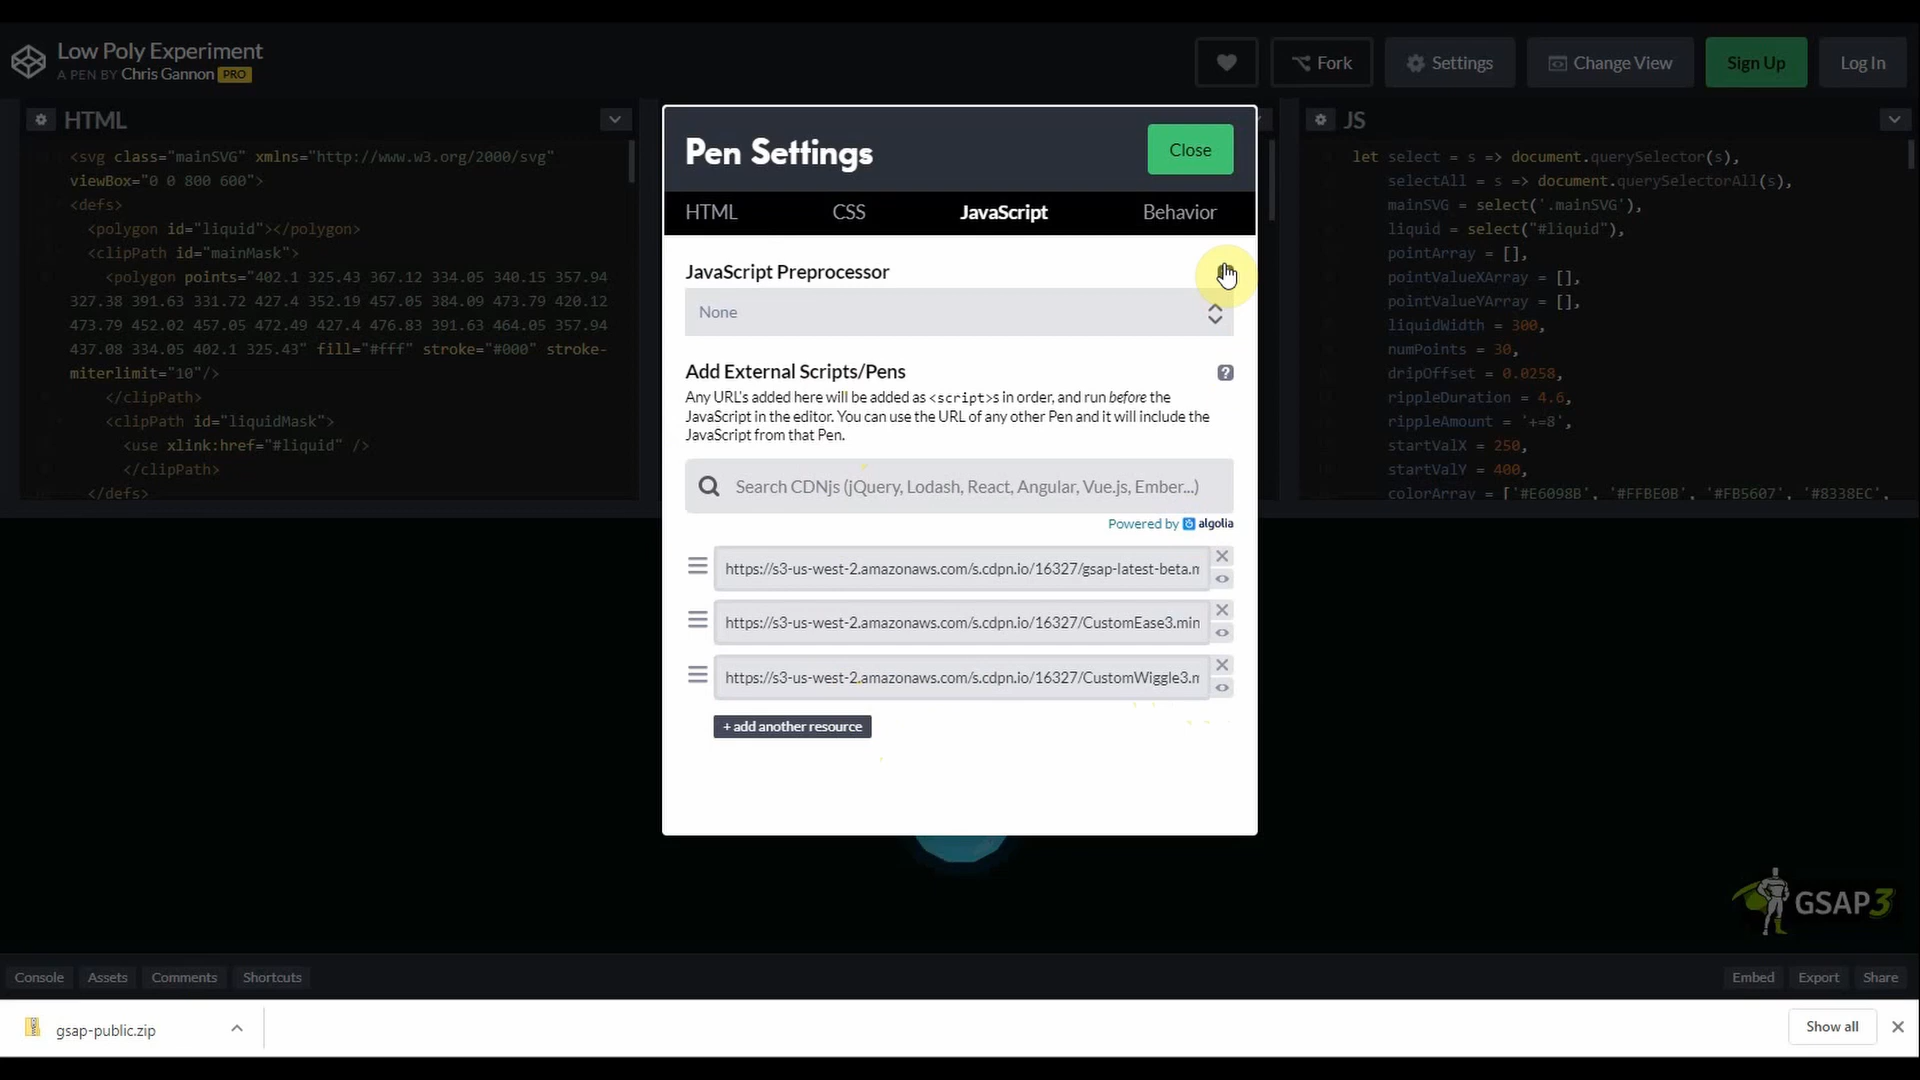 Low Poly Experiment
A PEN BY Chris Gannon PRO
Fork
Settings
Change View
Sign Up
Log In
HTML
<svg class="mainSVG" xmlns="http://www.w3.org/2000/svg"
viewBox="0 0 800 600">
<defs>
<polygon id="liquid"></polygon>
<clipPath id="mainMask">
<polygon points="402.1 325.43 367.12 334.05 340.15 357.94
327.38 391.63 331.72 427.4 352.19 457.05 384.09 473.79 420.12
473.79 452.02 457.05 472.49 427.4 476.83 391.63 464.05 357.94
437.08 334.05 402.1 325.43" fill="#fff" stroke="#000" stroke-
miterlimit="10"/>
</clipPath>
<clipPath id="liquidMask">
<use xlink:href="#liquid" />
</clipPath>
</defs>
Pen Settings
Close
HTML
CSS
JavaScript
Behavior
JavaScript Preprocessor
None
Add External Scripts/Pens
?
Any URL's added here will be added as <script>s in order, and run before the
JavaScript in the editor. You can use the URL of any other Pen and it will include the
JavaScript from that Pen.
Search CDNjs (jQuery, Lodash, React, Angular, Vue.js, Ember...)
Powered by algolia
https://s3-us-west-2.amazonaws.com/s.cdpn.io/16327/gsap-latest-beta.m
https://s3-us-west-2.amazonaws.com/s.cdpn.io/16327/CustomEase3.min
https://s3-us-west-2.amazonaws.com/s.cdpn.io/16327/CustomWiggle3.m
+ add another resource
JS
let select = s => document.querySelector(s),
selectAll = s => document.querySelectorAll(s),
mainSVG = select('.mainSVG'),
liquid = select("#liquid"),
pointArray = [],
pointValueXArray = [],
pointValueYArray = [],
liquidWidth = 300,
numPoints = 30,
dripOffset = 0.0258,
rippleDuration = 4.6,
rippleAmount = '+=8',
startValX = 250,
startValY = 400,
colorArray = ['#E6098B', '#FFBE0B', '#FB5607', '#8338EC',
GSAP3
Console
Assets
Comments
Shortcuts
Embed
Export
Share
gsap-public.zip
Show all